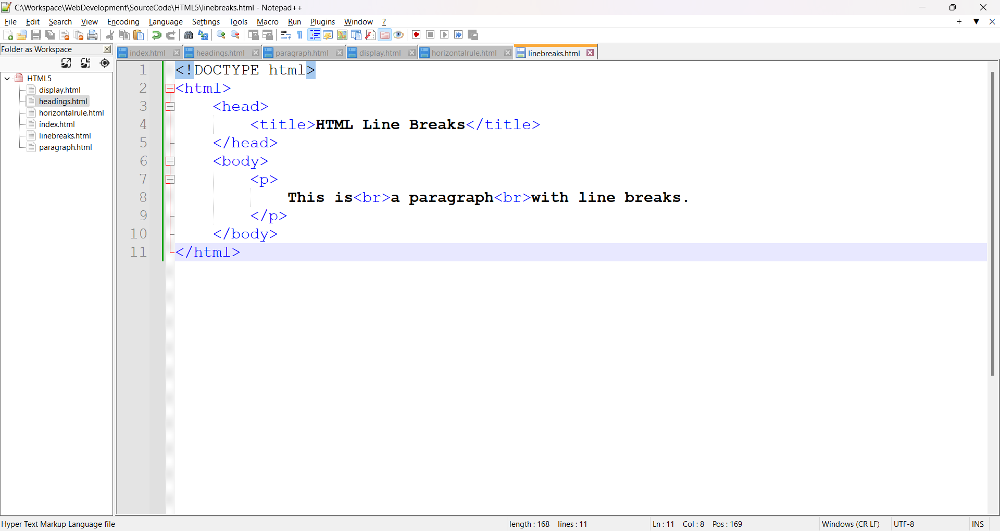 C:\Workspace\WebDevelopment\SourceCode\HTML5\linebreaks.html - Notepad++
File Edit Search View Encoding Language Settings Tools Macro Run Plugins Window ?
Folder as Workspace
index.html headings.html paragraph.html display.html horizontalrule.html linebreaks.html
HTML5
display.html
headings.html
horizontalrule.html
index.html
linebreaks.html
paragraph.html
1 <!DOCTYPE html>
2 <html>
3 <head>
4 <title>HTML Line Breaks</title>
5 </head>
6 <body>
7 <p>
8 This is<br>a paragraph<br>with line breaks.
9 </p>
10 </body>
11 </html>
Hyper Text Markup Language file length : 168 lines : 11 Ln : 11 Col : 8 Pos : 169 Windows (CR LF) UTF-8 INS